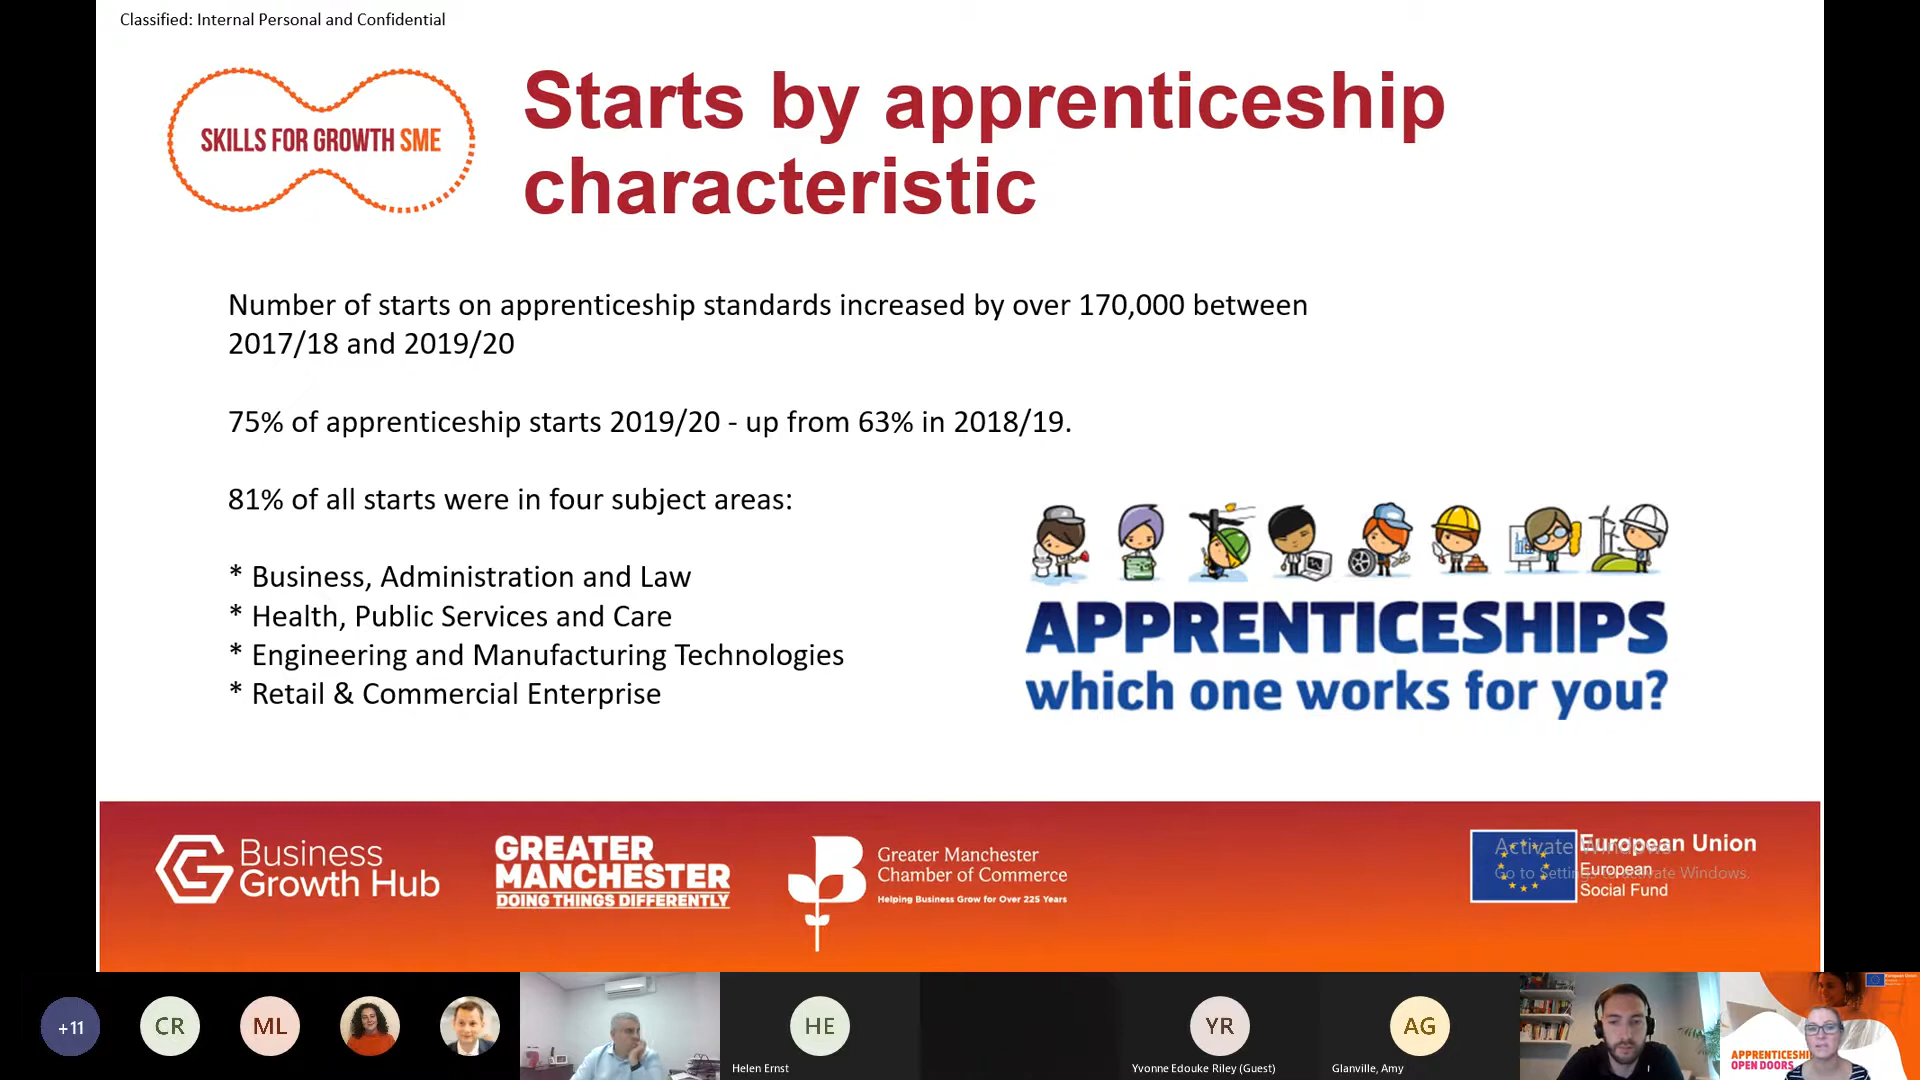 Classified: Internal Personal and Confidential
SKILLS FOR GROWTH SME
Starts by apprenticeship
characteristic
Number of starts on apprenticeship standards increased by over 170,000 between
2017/18 and 2019/20
75% of apprenticeship starts 2019/20 - up from 63% in 2018/19.
81% of all starts were in four subject areas:
* Business, Administration and Law
* Health, Public Services and Care
* Engineering and Manufacturing Technologies
* Retail & Commercial Enterprise
APPRENTICESHIPS
which one works for you?
Business
Growth Hub
GREATER
MANCHESTER
DOING THINGS DIFFERENTLY
Greater Manchester
Chamber of Commerce
Helping Business Grow for Over 225 Years
European Union
European
Social Fund
Activate Windows
Go to Settings to activate Windows.
+11
CR
ML
HE
Helen Ernst
YR
Yvonne Edouke Riley (Guest)
AG
Glanville, Amy
APPRENTICESHI
OPEN DOORS